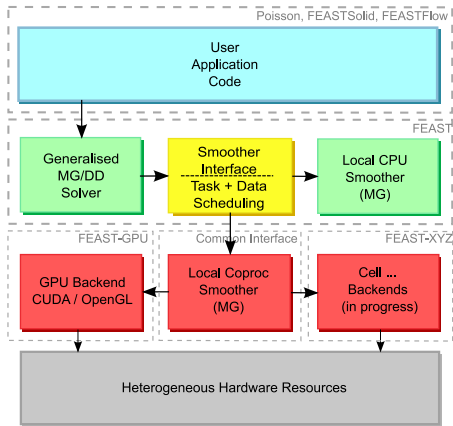 Poisson, FEASTSolid, FEASTFlow
User
Application
Code
FEAST
Generalised
MG/DD
Solver
Smoother
Interface
Task + Data
Scheduling
Local CPU
Smoother
(MG)
FEAST-GPU
Common Interface
FEAST-XYZ
GPU Backend
CUDA / OpenGL
Local Coproc
Smoother
(MG)
Cell ...
Backends
(in progress)
Heterogeneous Hardware Resources